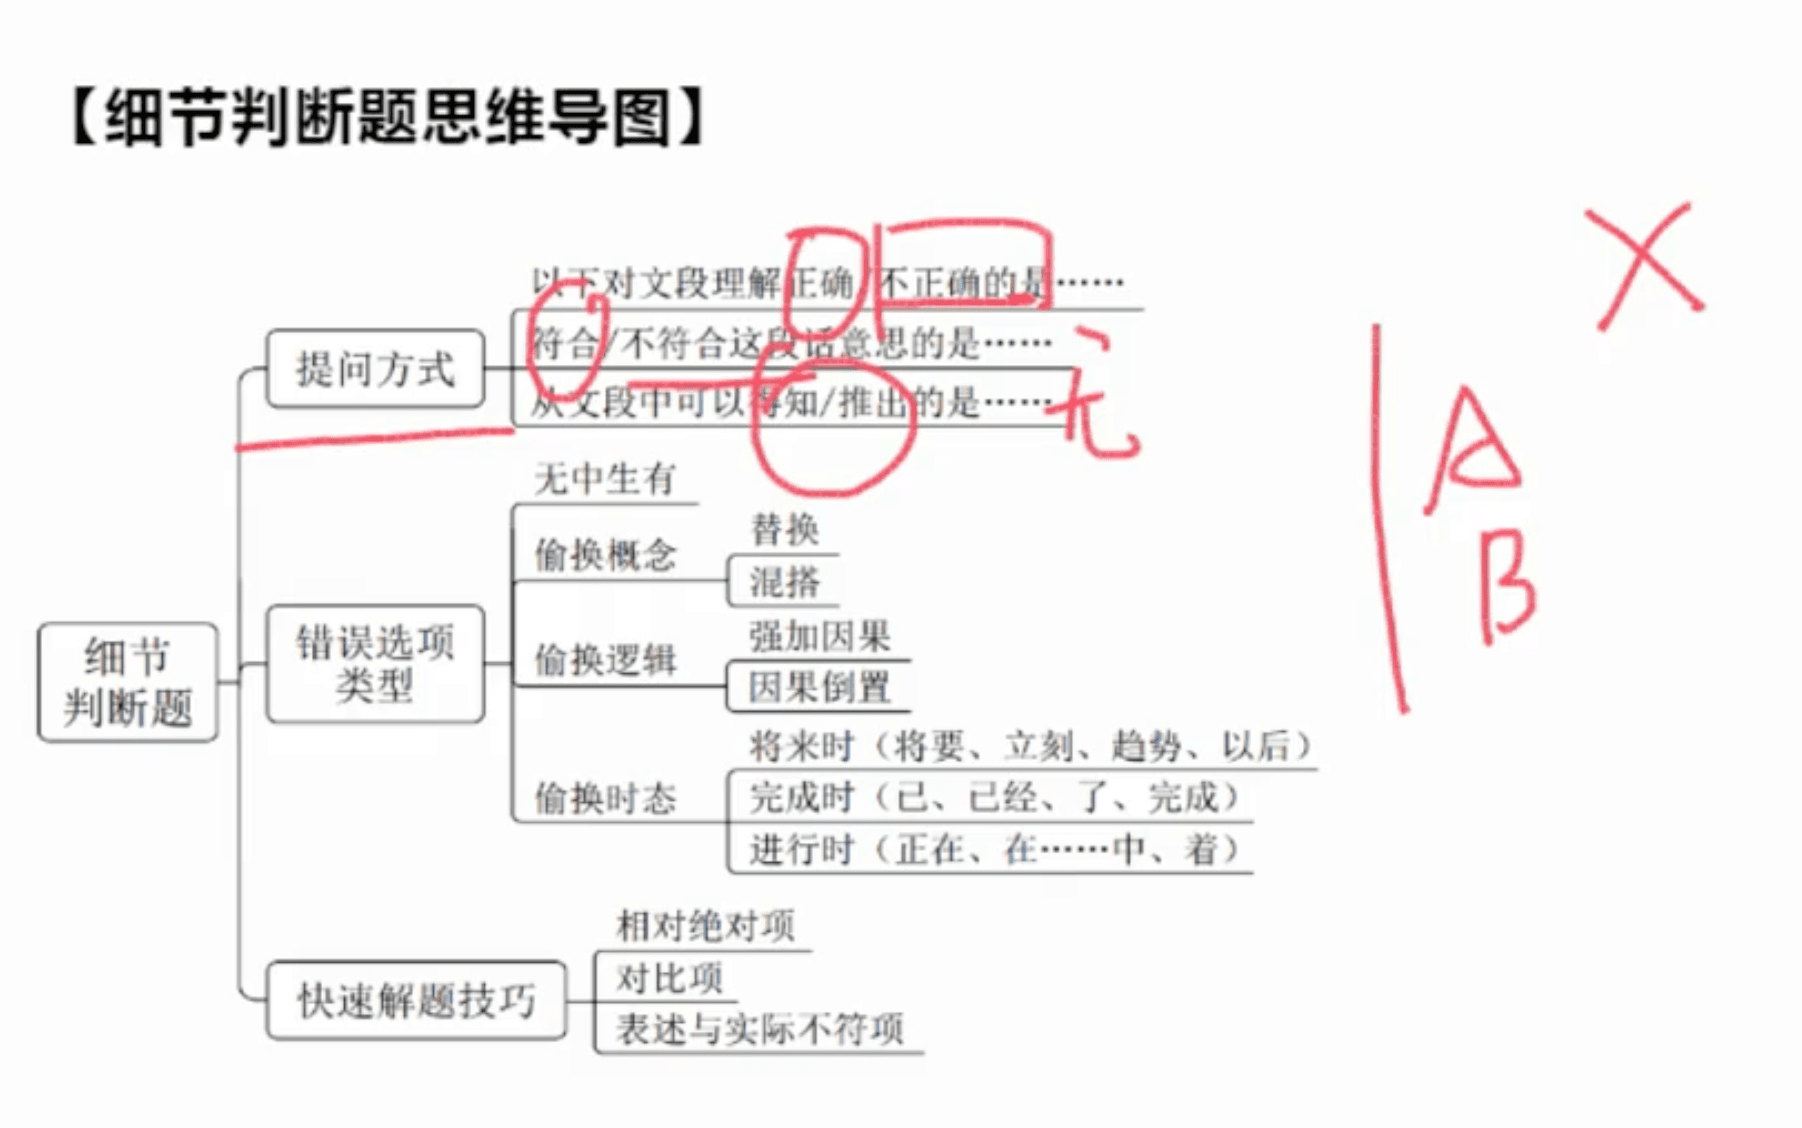 【细节判断题思维导图】
以下对文段理解正确/不正确的是……
符合/不符合这段话意思的是……
提问方式
从文段中可以得知/推出的是……
无中生有
替换
偷换概念
混搭
错误选项
类型
强加因果
偷换逻辑
因果倒置
细节
判断题
将来时（将要、立刻、趋势、以后）
偷换时态
完成时（已、已经、了、完成）
进行时（正在、在……中、着）
相对绝对项
快速解题技巧
对比项
表述与实际不符项
X
A
B